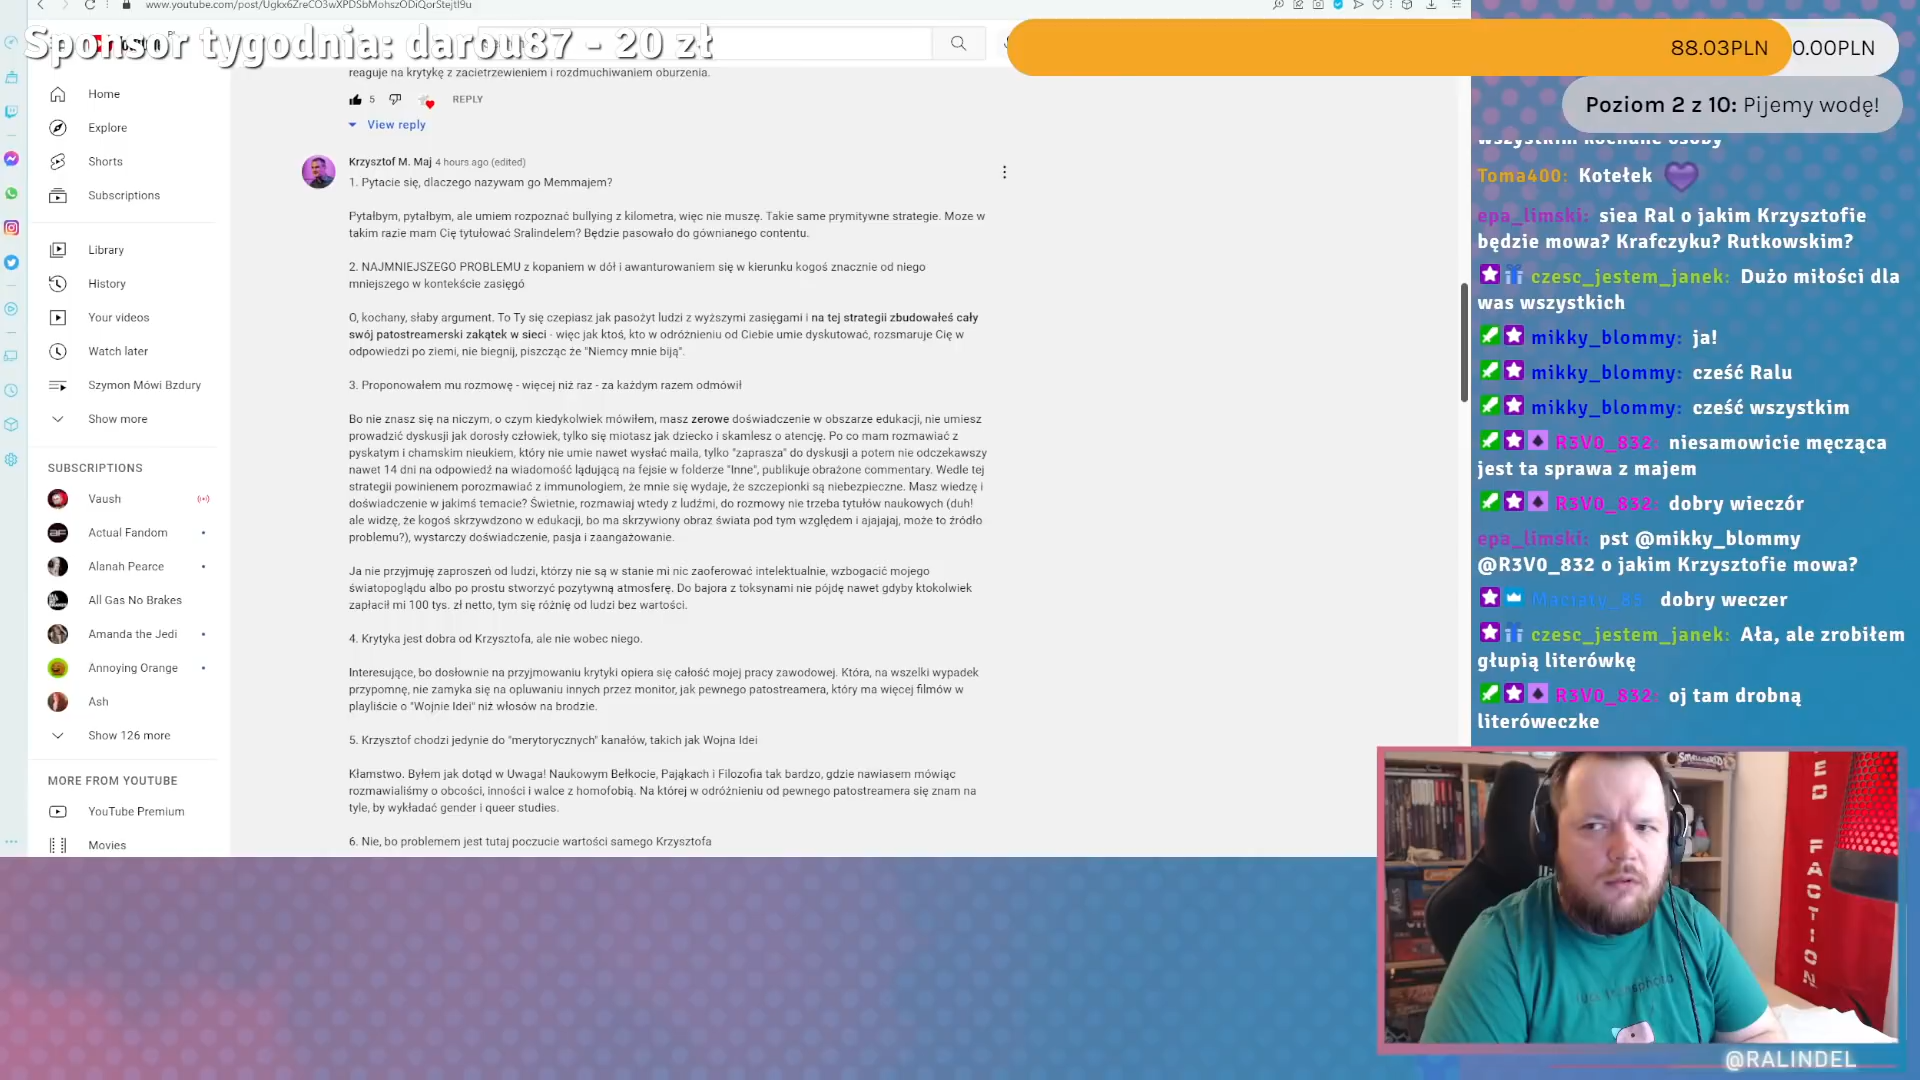 www.youtube.com/post/Ugkx6ZreCO3wXPDSbMohszODiQorStejtI9u
Sponsor tygodnia: darou87 - 20 zł
88.03PLN
0.00PLN
Poziom 2 z 10: Pijemy wodę!
Home
Explore
Shorts
Subscriptions
Library
History
Your videos
Watch later
Szymon Mówi Bzdury
Show more
SUBSCRIPTIONS
Vaush
Actual Fandom
Alanah Pearce
All Gas No Brakes
Amanda the Jedi
Annoying Orange
Ash
Show 126 more
MORE FROM YOUTUBE
YouTube Premium
Movies
reaguje na krytykę z zacietrzewieniem i rozdmuchiwaniem oburzenia.
5
REPLY
View reply
Krzysztof M. Maj 4 hours ago (edited)
1. Pytacie się, dlaczego nazywam go Memmajem?
Pytałbym, pytałbym, ale umiem rozpoznać bullying z kilometra, więc nie muszę. Takie same prymitywne strategie. Moze w
takim razie mam Cię tytułować Sralindelem? Będzie pasowało do gównianego contentu.
2. NAJMNIEJSZEGO PROBLEMU z kopaniem w dół i awanturowaniem się w kierunku kogoś znacznie od niego
mniejszego w kontekście zasięgó
O, kochany, słaby argument. To Ty się czepiasz jak pasożyt ludzi z wyższymi zasięgami i na tej strategii zbudowałeś cały
swój patostreamerski zakątek w sieci - więc jak ktoś, kto w odróżnieniu od Ciebie umie dyskutować, rozsmaruje Cię w
odpowiedzi po ziemi, nie biegnij, piszcząc że "Niemcy mnie biją".
3. Proponowałem mu rozmowę - więcej niż raz - za każdym razem odmówił
Bo nie znasz się na niczym, o czym kiedykolwiek mówiłem, masz zerowe doświadczenie w obszarze edukacji, nie umiesz
prowadzić dyskusji jak dorosły człowiek, tylko się miotasz jak dziecko i skamlesz o atencję. Po co mam rozmawiać z
pyskatym i chamskim nieukiem, który nie umie nawet wysłać maila, tylko "zaprasza" do dyskusji a potem nie odczekawszy
nawet 14 dni na odpowiedź na wiadomość lądującą na fejsie w folderze "Inne", publikuje obrażone commentary. Wedle tej
strategii powinienem porozmawiać z immunologiem, że mnie się wydaje, że szczepionki są niebezpieczne. Masz wiedzę i
doświadczenie w jakimś temacie? Świetnie, rozmawiaj wtedy z ludźmi, do rozmowy nie trzeba tytułów naukowych (duh!
ale widzę, że kogoś skrzywdzono w edukacji, bo ma skrzywiony obraz świata pod tym względem i ajajajaj, może to źródło
problemu?), wystarczy doświadczenie, pasja i zaangażowanie.
Ja nie przyjmuję zaproszeń od ludzi, którzy nie są w stanie mi nic zaoferować intelektualnie, wzbogacić mojego
światopoglądu albo po prostu stworzyć pozytywną atmosferę. Do bajora z toksynami nie pójdę nawet gdyby ktokolwiek
zapłacił mi 100 tys. zł netto, tym się różnię od ludzi bez wartości.
4. Krytyka jest dobra od Krzysztofa, ale nie wobec niego.
Interesujące, bo dosłownie na przyjmowaniu krytyki opiera się całość mojej pracy zawodowej. Która, na wszelki wypadek
przypomnę, nie zamyka się na opluwaniu innych przez monitor, jak pewnego patostreamera, który ma więcej filmów w
playliście o "Wojnie Idei" niż włosów na brodzie.
5. Krzysztof chodzi jedynie do "merytorycznych" kanałów, takich jak Wojna Idei
Kłamstwo. Byłem jak dotąd w Uwaga! Naukowym Bełkocie, Pająkach i Filozofia tak bardzo, gdzie nawiasem mówiąc
rozmawialiśmy o obcości, inności i walce z homofobią. Na której w odróżnieniu od pewnego patostreamera się znam na
tyle, by wykładać gender i queer studies.
6. Nie, bo problemem jest tutaj poczucie wartości samego Krzysztofa
wszystkim kochane osoby
Toma400: Kotełek
epa_limski: siea Ral o jakim Krzysztofie
będzie mowa? Krafczyku? Rutkowskim?
czesc_jestem_janek: Dużo miłości dla
was wszystkich
mikky_blommy: ja!
mikky_blommy: cześć Ralu
mikky_blommy: cześć wszystkim
R3V0_832: niesamowicie męcząca
jest ta sprawa z majem
R3V0_832: dobry wieczór
epa_limski: pst @mikky_blommy
@R3V0_832 o jakim Krzysztofie mowa?
Maciaty_85: dobry weczer
czesc_jestem_janek: Ała, ale zrobiłem
głupią literówkę
R3V0_832: oj tam drobną
literóweczke
FACTION
@RALINDEL